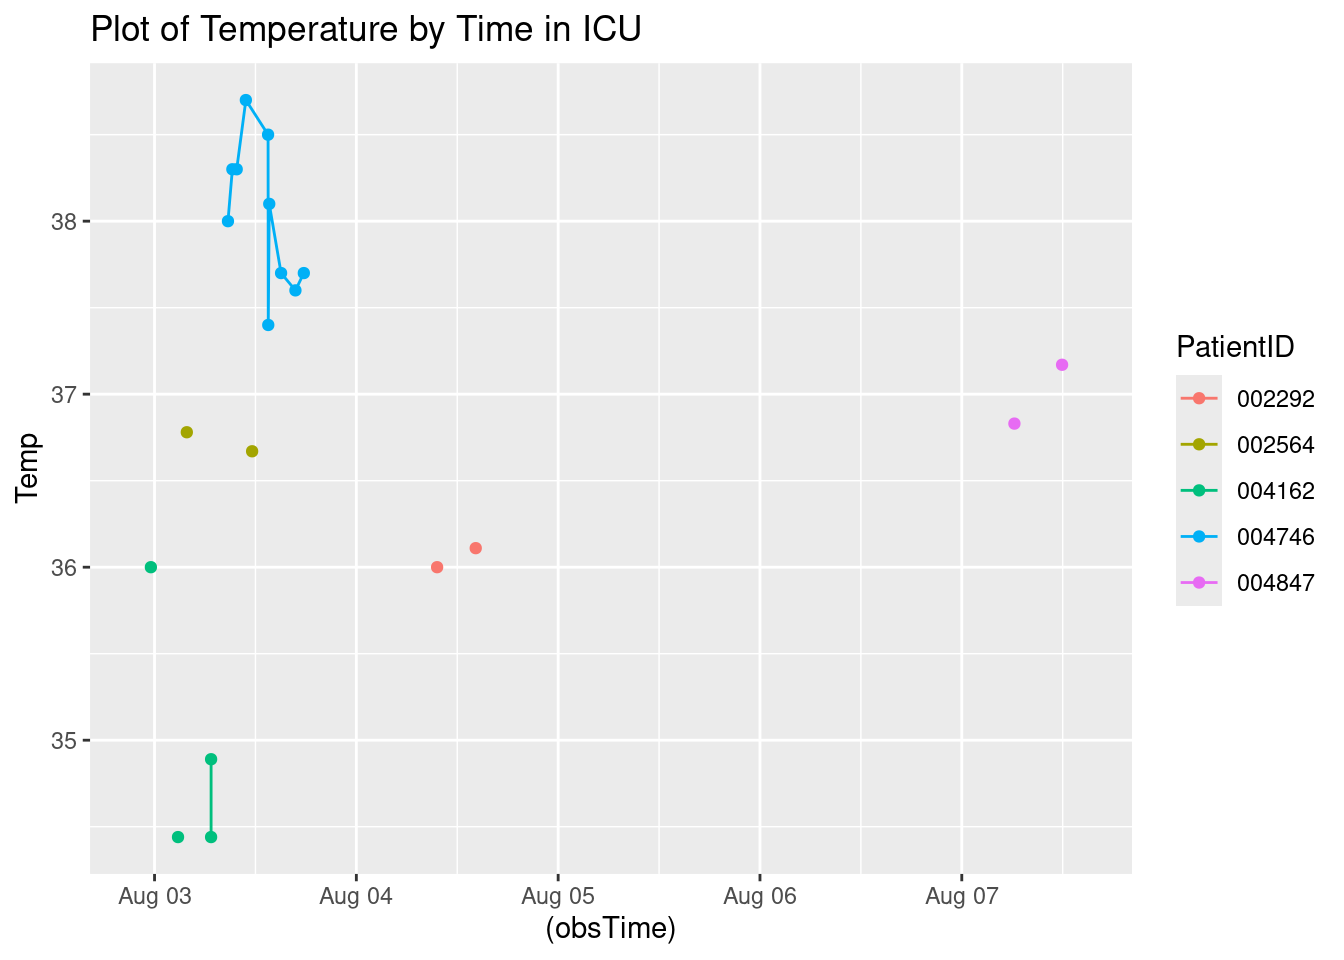 Plot of Temperature by Time in ICU
Temp
38
37
36
35
Aug 03
Aug 04
Aug 05
Aug 06
Aug 07
(obsTime)
PatientID
002292
002564
004162
004746
004847